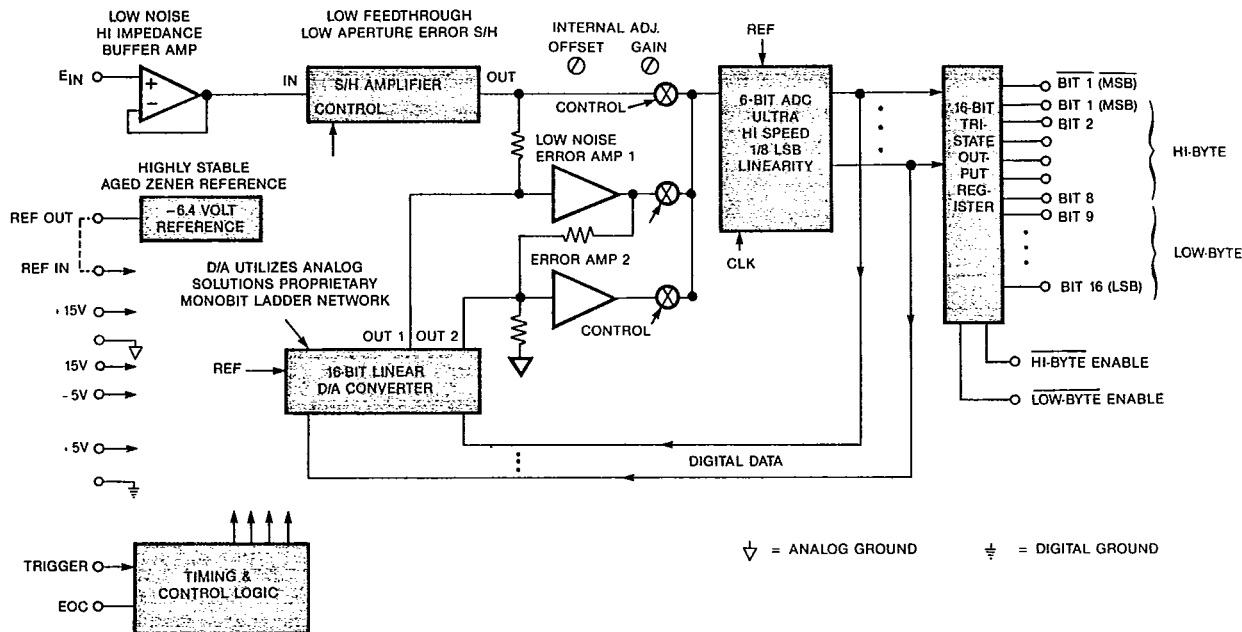 LOW NOISE
HI IMPEDANCE
BUFFER AMP
EIN
+
−
LOW FEEDTHROUGH
LOW APERTURE ERROR S/H
IN
S/H AMPLIFIER
CONTROL
OUT
INTERNAL ADJ.
OFFSET GAIN
CONTROL
LOW NOISE
ERROR AMP 1
ERROR AMP 2
CONTROL
REF
6-BIT ADC
ULTRA
HI SPEED
1/8 LSB
LINEARITY
CLK
16-BIT
TRI-
STATE
OUT-
PUT
REG-
ISTER
BIT 1 (MSB)
BIT 1 (MSB)
BIT 2
BIT 8
BIT 9
BIT 16 (LSB)
HI-BYTE
LOW-BYTE
HI-BYTE ENABLE
LOW-BYTE ENABLE
HIGHLY STABLE
AGED ZENER REFERENCE
REF OUT
−6.4 VOLT
REFERENCE
REF IN
+ 15V
15V
- 5V
+ 5V
D/A UTILIZES ANALOG
SOLUTIONS PROPRIETARY
MONOBIT LADDER NETWORK
OUT 1 OUT 2
REF
16-BIT LINEAR
D/A CONVERTER
DIGITAL DATA
TRIGGER
EOC
TIMING &
CONTROL LOGIC
= ANALOG GROUND
= DIGITAL GROUND